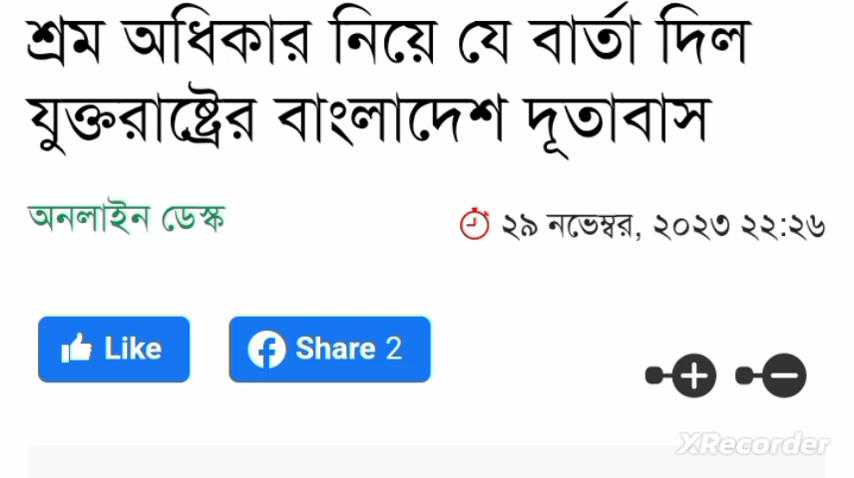 শ্রম অধিকার নিয়ে যে বার্তা দিল
যুক্তরাষ্ট্রের বাংলাদেশ দূতাবাস
অনলাইন ডেস্ক
২৯ নভেম্বর, ২০২৩ ২২:২৬
Like
Share 2
XRecorder